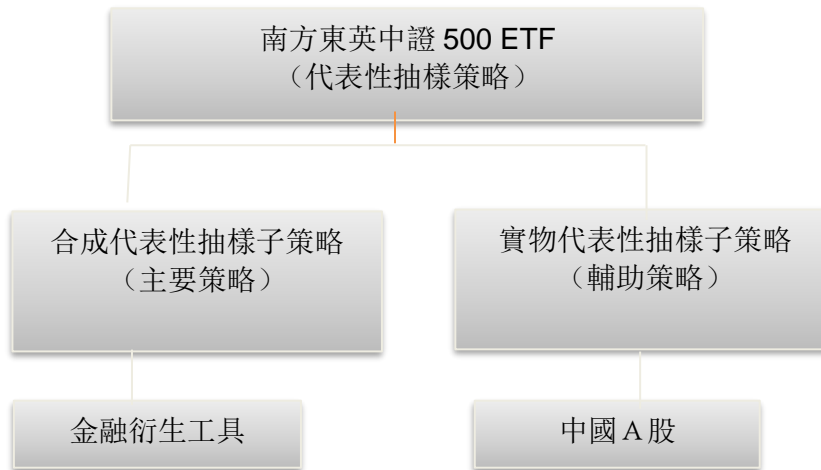 南方東英中證 500 ETF
（代表性抽樣策略）
合成代表性抽樣子策略
（主要策略）
實物代表性抽樣子策略
（輔助策略）
金融衍生工具
中國Ａ股